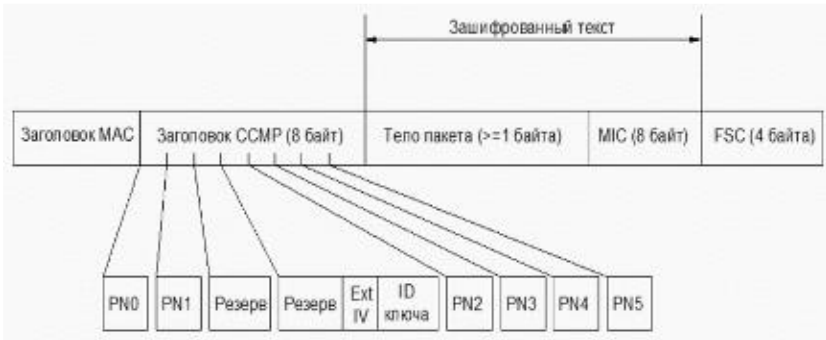 Зашифрованный текст
Заголовок MAC
Заголовок CCMP (8 байт)
Тело пакета (>=1 байта)
MIC (8 байт)
FSC (4 байта)
PN0
PN1
Резерв
Резерв
Ext
IV
ID
ключа
PN2
PN3
PN4
PN5